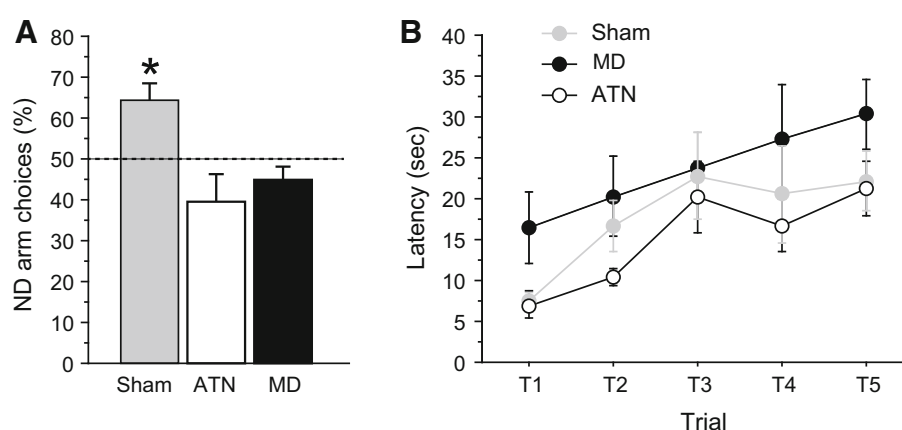 A
ND arm choices (%)
80
70
60
50
40
30
20
10
0
*
Sham ATN MD
B
Latency (sec)
40
35
30
25
20
15
10
5
0
Sham
MD
ATN
T1 T2 T3 T4 T5
Trial